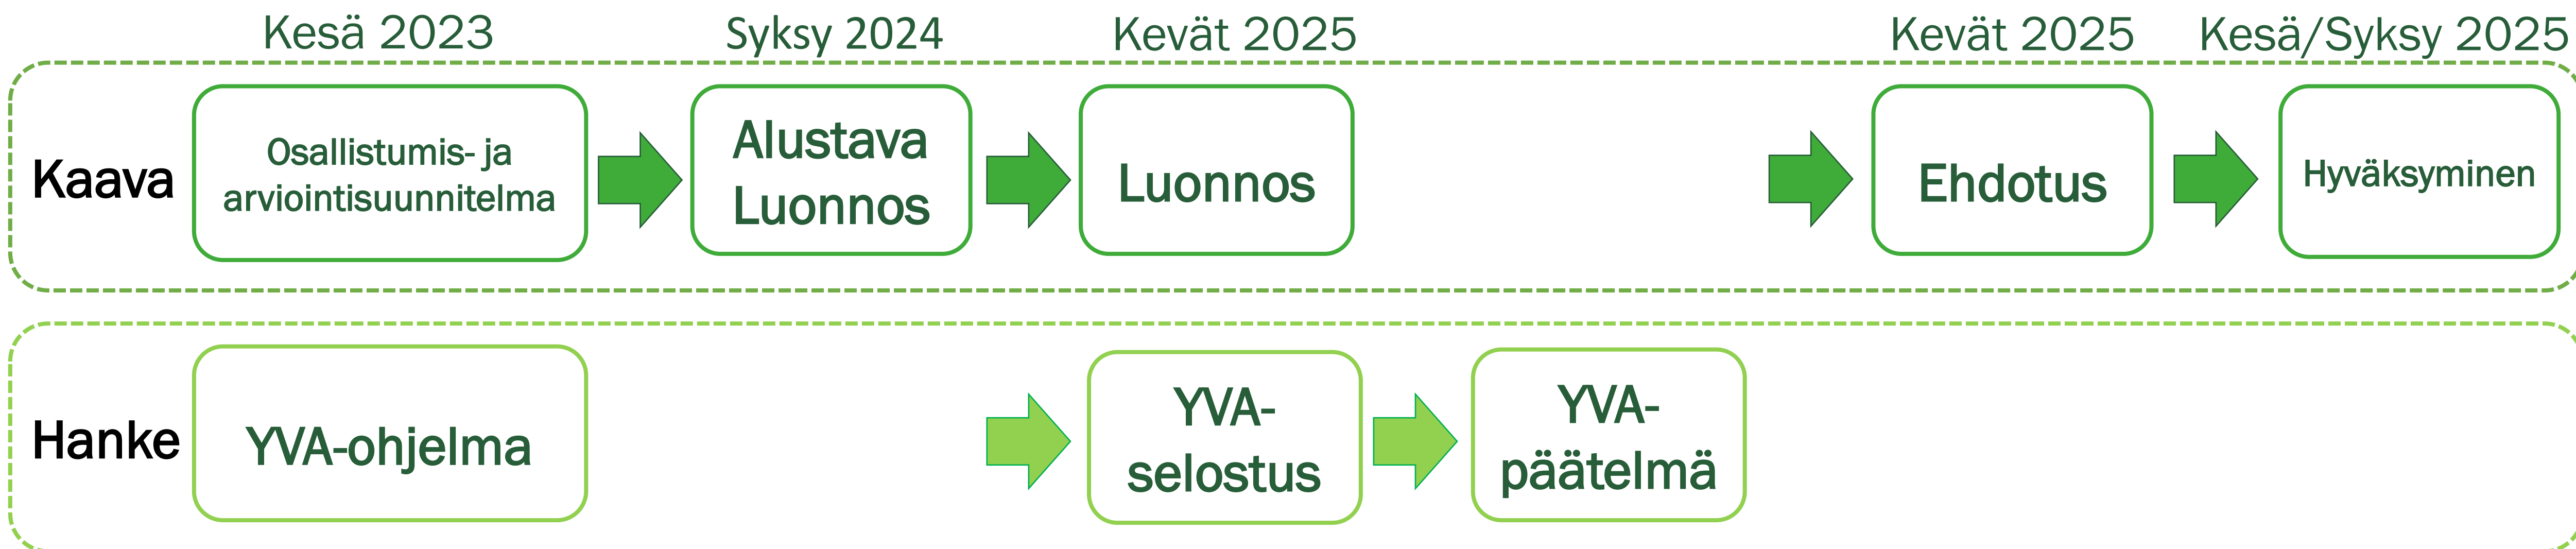 Kesä 2023
Syksy 2024
Kevät 2025
Kevät 2025
Kesä/Syksy 2025
Kaava
Osallistumis- ja
arviointisuunnitelma
Alustava
Luonnos
Luonnos
Ehdotus
Hyväksyminen
Hanke
YVA-ohjelma
YVA-
selostus
YVA-
päätelmä